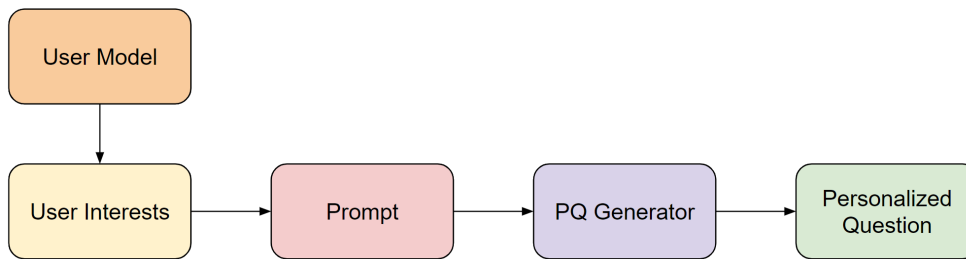 User Model
User Interests
Prompt
PQ Generator
Personalized
Question